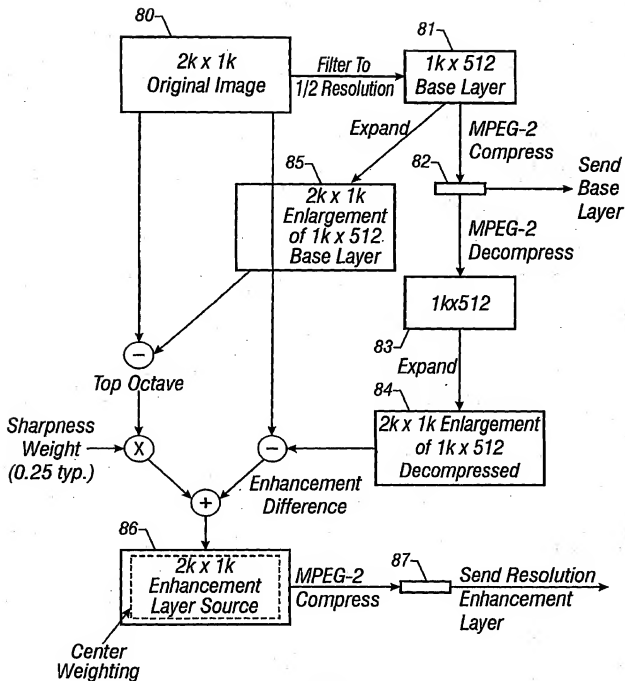 80
2k x 1k
Original Image
Filter To
1/2 Resolution
81
1k x 512
Base Layer
Expand
MPEG-2
Compress
82
Send
Base
Layer
85
2k x 1k
Enlargement
of 1k x 512
Base Layer
MPEG-2
Decompress
1kx512
83
Expand
−
Top Octave
84
2k x 1k Enlargement
of 1k x 512
Decompressed
Sharpness
Weight
(0.25 typ.)
X
−
Enhancement
Difference
+
86
2k x 1k
Enhancement
Layer Source
MPEG-2
Compress
87
Send Resolution
Enhancement
Layer
Center
Weighting